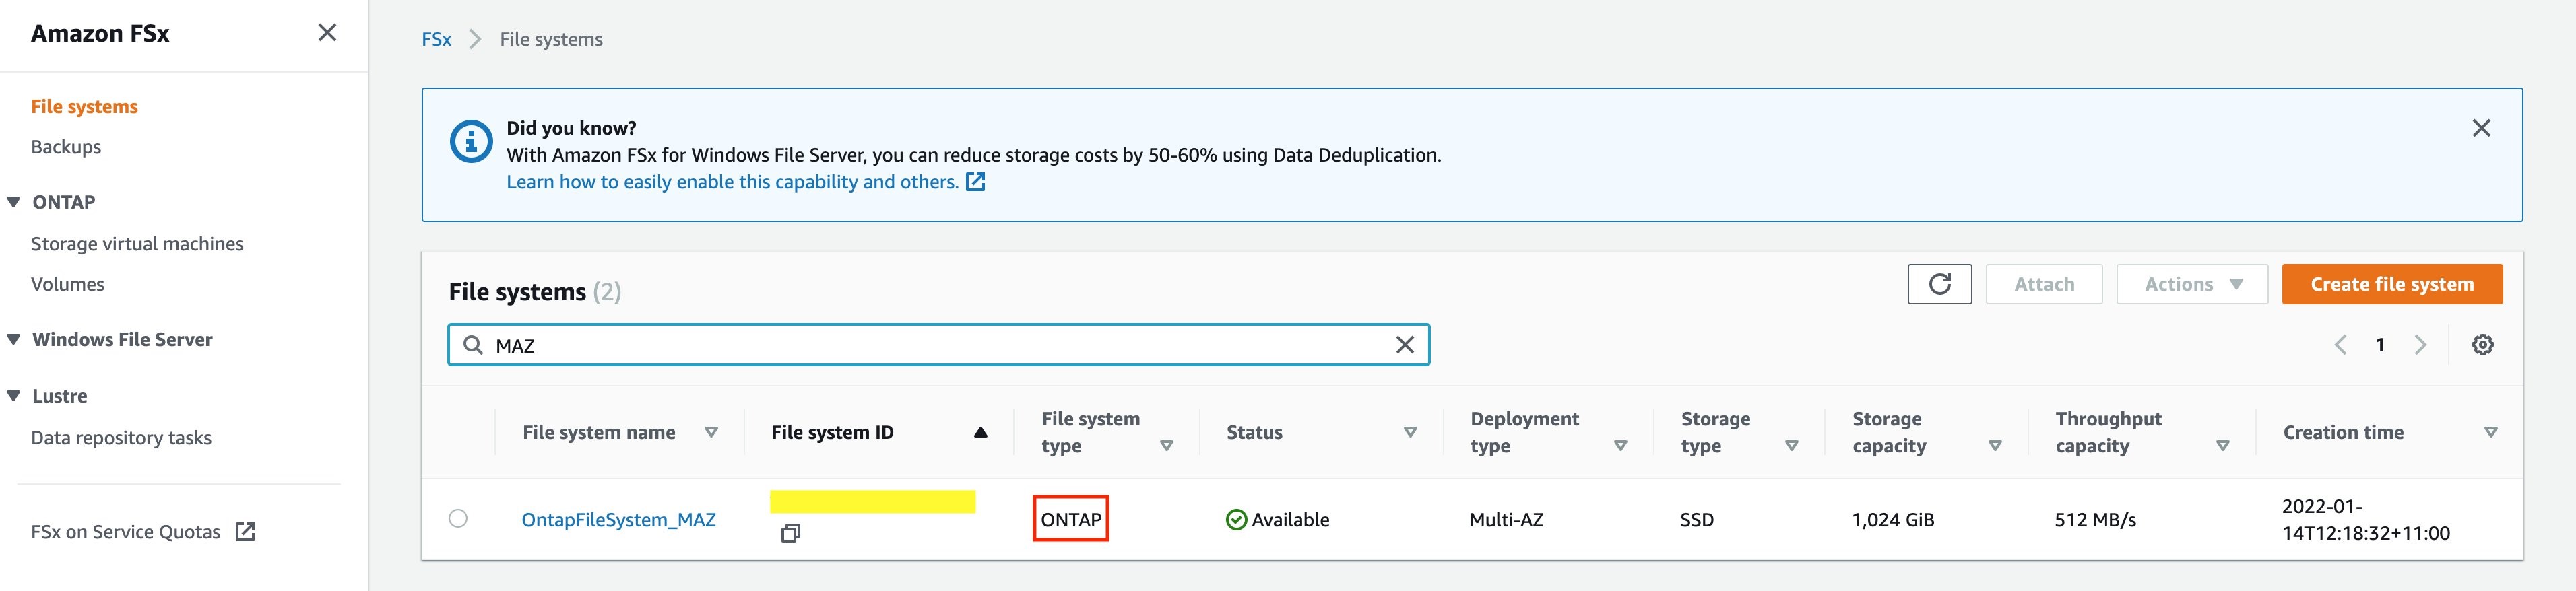 Amazon FSx
File systems
Backups
ONTAP
Storage virtual machines
Volumes
Windows File Server
Lustre
Data repository tasks
FSx on Service Quotas
FSx > File systems
Did you know?
With Amazon FSx for Windows File Server, you can reduce storage costs by 50-60% using Data Deduplication.
Learn how to easily enable this capability and others.
File systems (2)
Attach
Actions
Create file system
MAZ
1
File system name
File system ID
File system
type
Status
Deployment
type
Storage
type
Storage
capacity
Throughput
capacity
Creation time
OntapFileSystem_MAZ
ONTAP
Available
Multi-AZ
SSD
1,024 GiB
512 MB/s
2022-01-
14T12:18:32+11:00